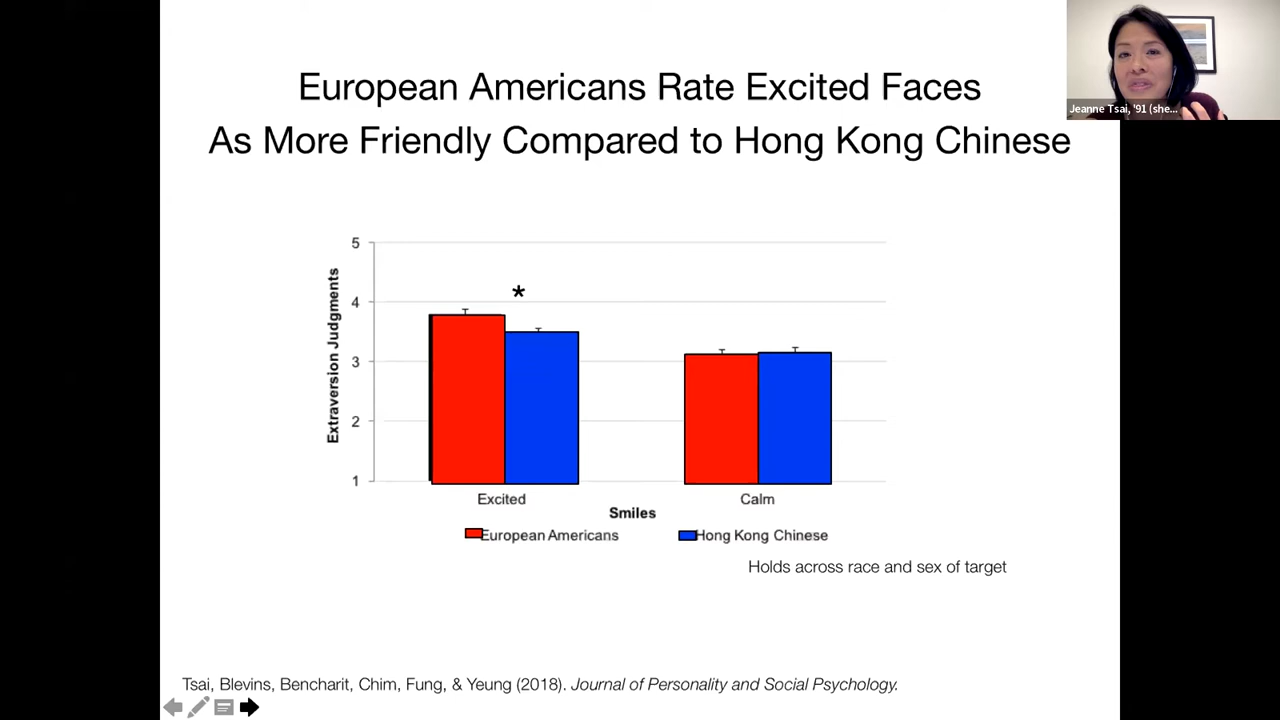 European Americans Rate Excited Faces
As More Friendly Compared to Hong Kong Chinese
Jeanne Tsai, '91 (she...
*
Extraversion Judgments
5
4
3
2
1
Excited
Calm
Smiles
European Americans
Hong Kong Chinese
Holds across race and sex of target
Tsai, Blevins, Bencharit, Chim, Fung, & Yeung (2018). Journal of Personality and Social Psychology.